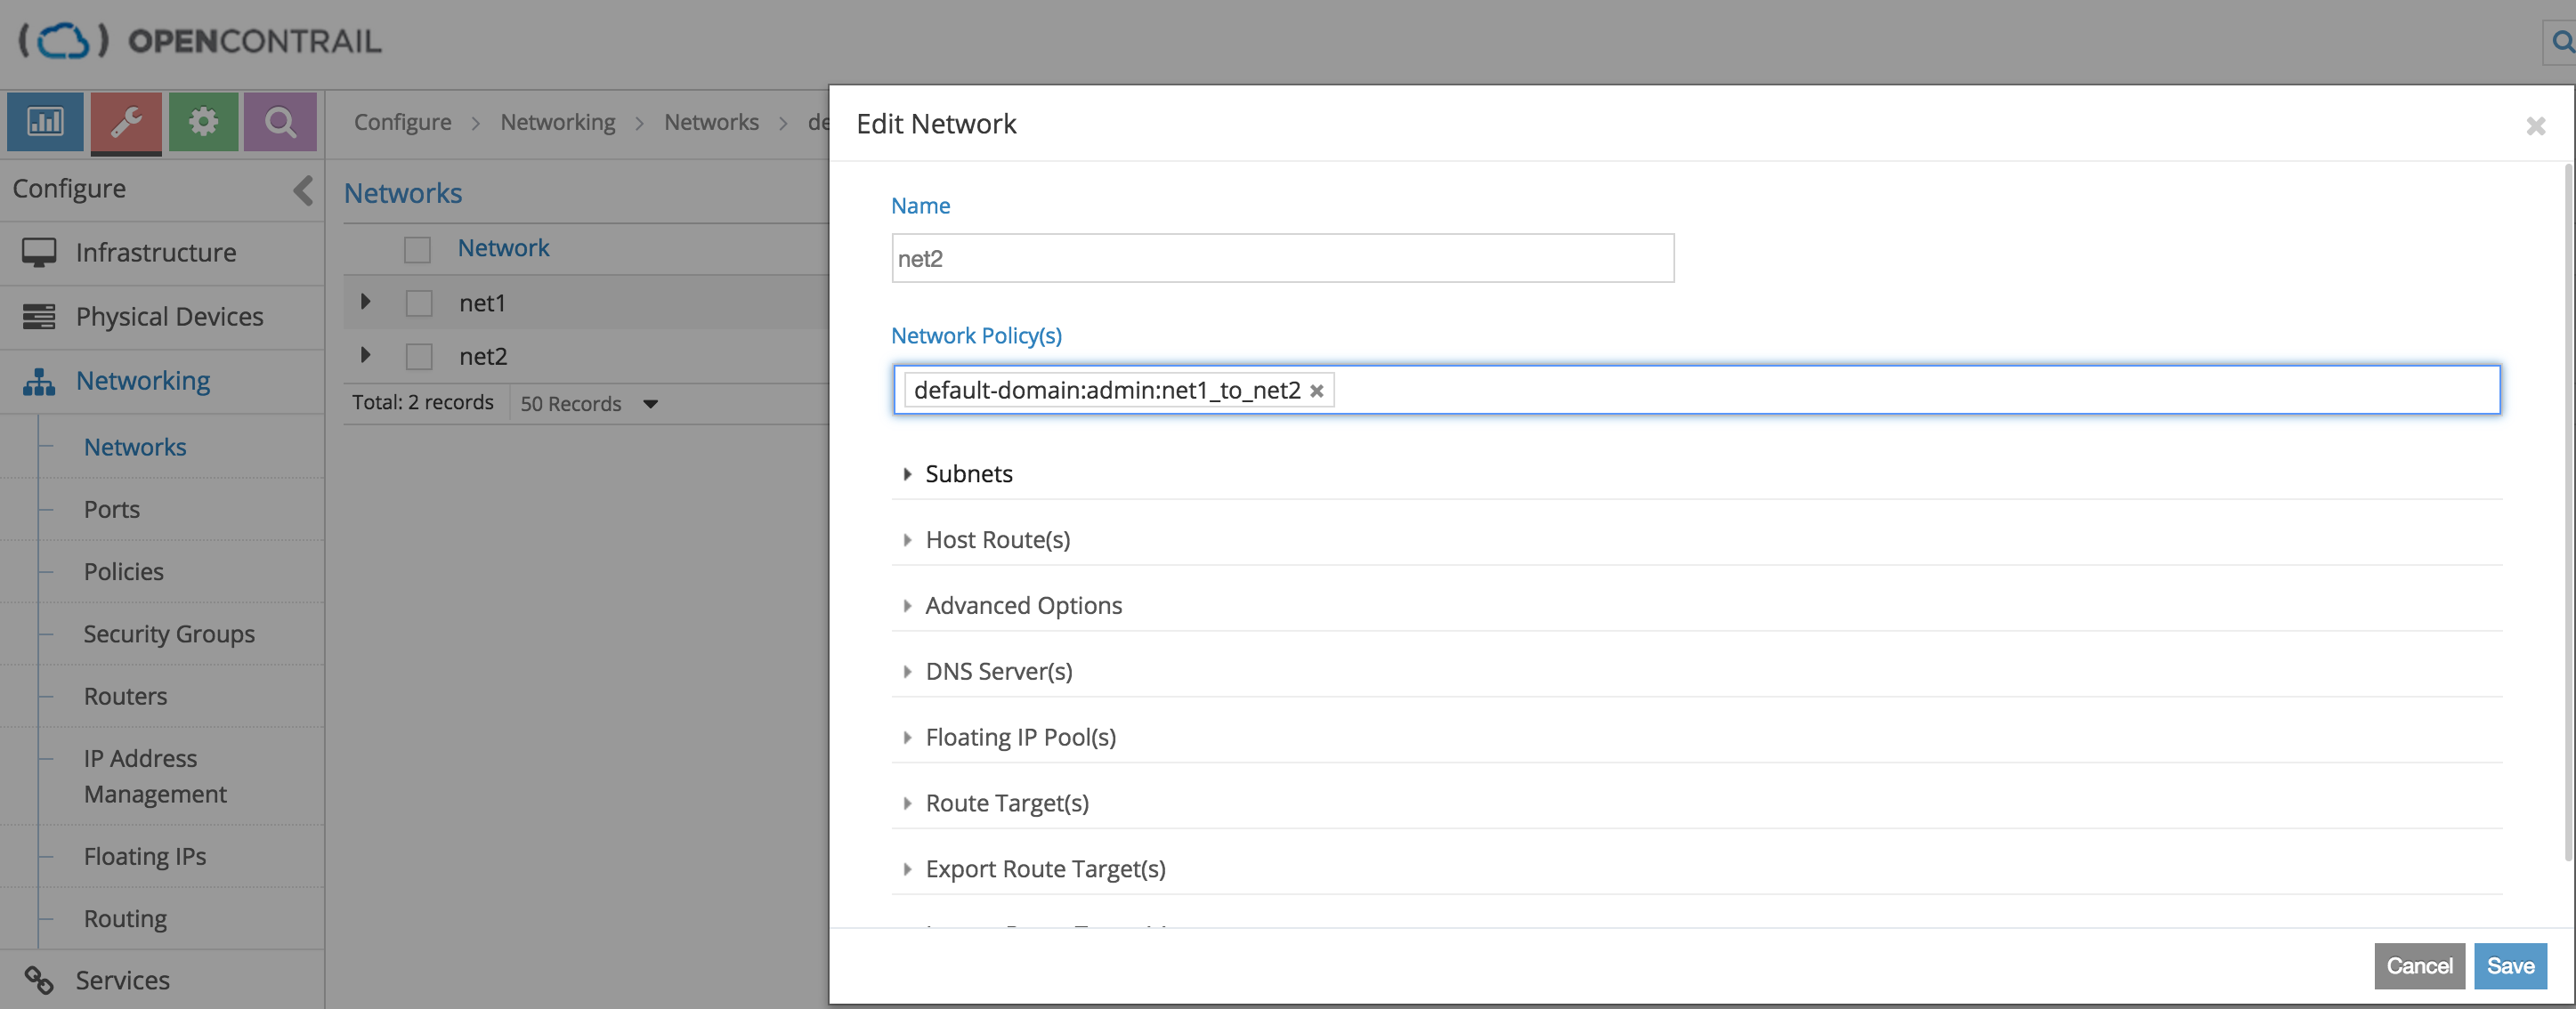 OPENCONTRAIL
Configure > Networking > Networks > de
Configure
Infrastructure
Physical Devices
Networking
Networks
Ports
Policies
Security Groups
Routers
IP Address
Management
Floating IPs
Routing
Services
Networks
Network
net1
net2
Total: 2 records 50 Records
Edit Network
Name
net2
Network Policy(s)
default-domain:admin:net1_to_net2
Subnets
Host Route(s)
Advanced Options
DNS Server(s)
Floating IP Pool(s)
Route Target(s)
Export Route Target(s)
Cancel Save